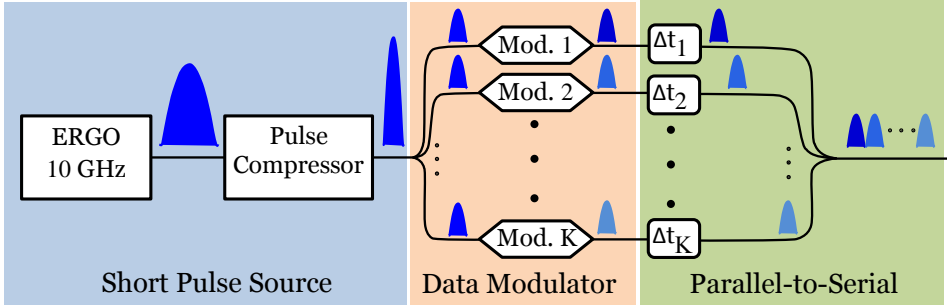 ERGO
10 GHz
Pulse
Compressor
Mod. 1
Mod. 2
Mod. K
Δt1
Δt2
ΔtK
Short Pulse Source
Data Modulator
Parallel-to-Serial